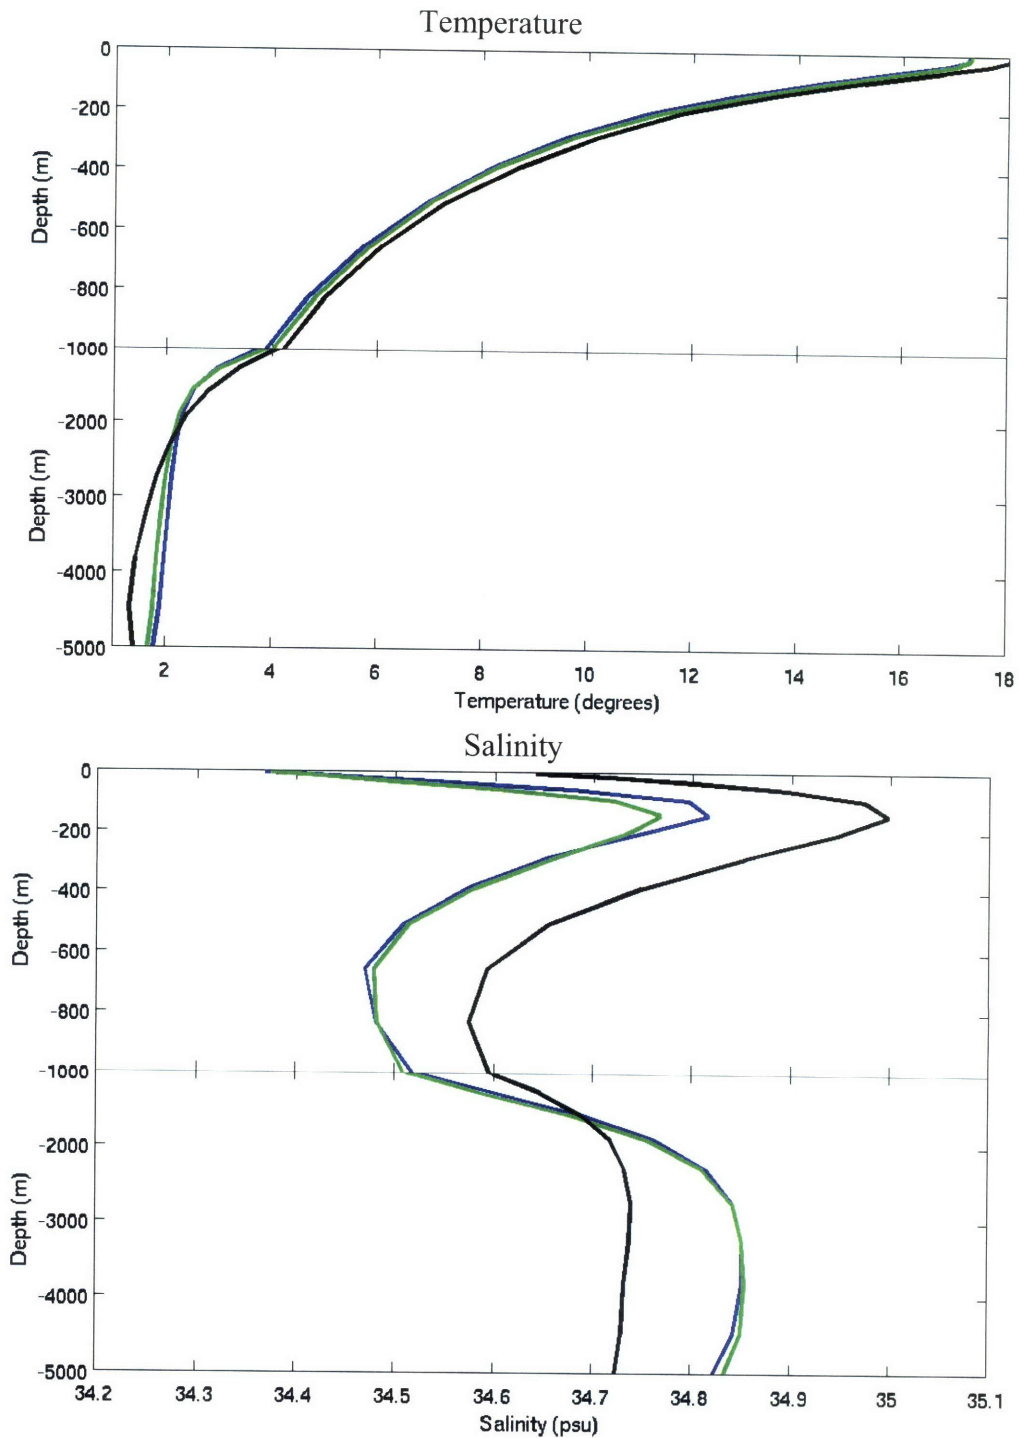 Temperature
0
-200
-400
-600
-800
-1000
-2000
-3000
-4000
-5000
Depth (m)
Depth (m)
2 4 6 8 10 12 14 16 18
Temperature (degrees)
Salinity
0
-200
-400
-600
-800
-1000
-2000
-3000
-4000
-5000
Depth (m)
Depth (m)
34.2 34.3 34.4 34.5 34.6 34.7 34.8 34.9 35 35.1
Salinity (psu)